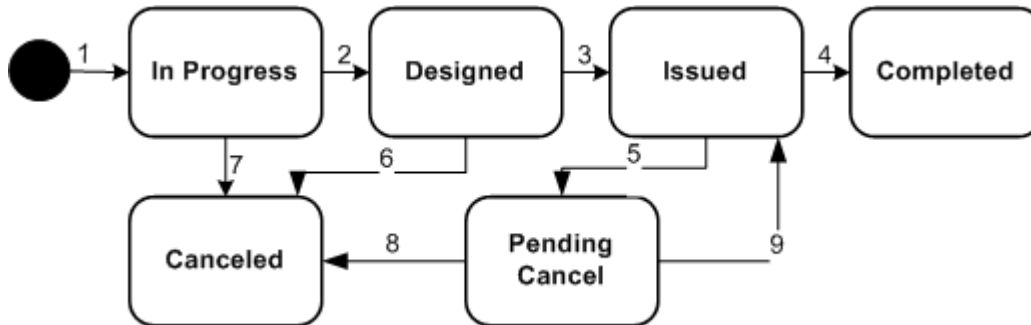 1
In Progress
2
Designed
3
Issued
4
Completed
7
6
5
Canceled
8
Pending
Cancel
9